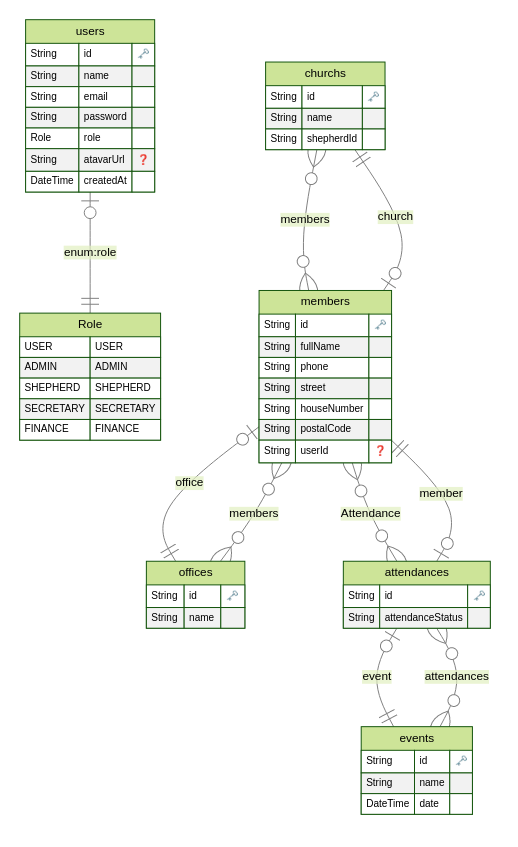 users
String id
String name
String email
String password
Role role
String atavarUrl ❓
DateTime createdAt
churchs
String id
String name
String shepherdId
members
church
enum:role
Role
USER USER
ADMIN ADMIN
SHEPHERD SHEPHERD
SECRETARY SECRETARY
FINANCE FINANCE
members
String id
String fullName
String phone
String street
String houseNumber
String postalCode
String userId ❓
office
members
Attendance
member
offices
String id
String name
attendances
String id
String attendanceStatus
event
attendances
events
String id
String name
DateTime date